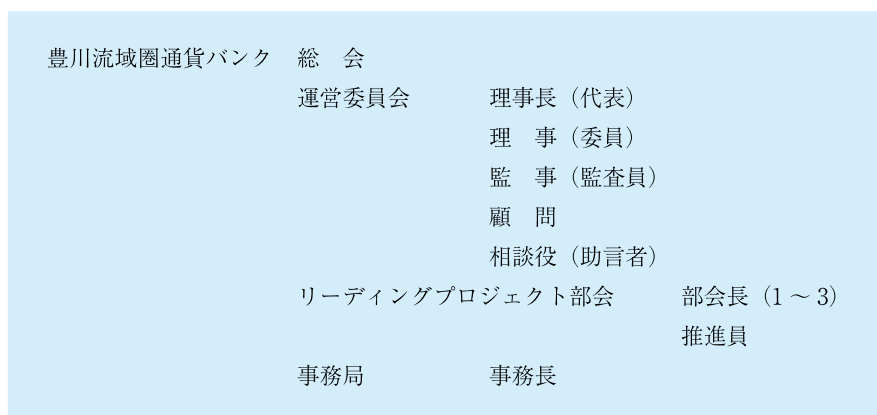 豊川流域圏通貨バンク　総　会
運営委員会　理事長（代表）
理　事（委員）
監　事（監査員）
顧　問
相談役（助言者）
リーディングプロジェクト部会　部会長（1 ～ 3）
推進員
事務局　事務長